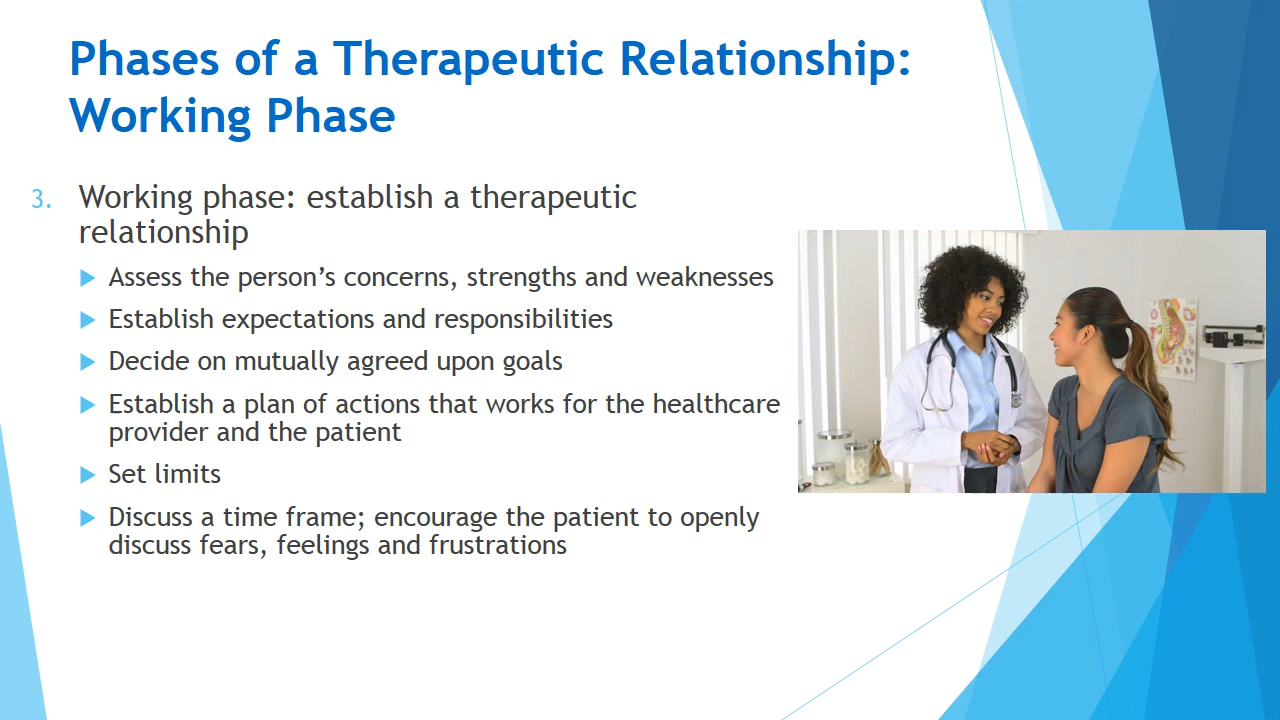 Phases of a Therapeutic Relationship:
Working Phase
3. Working phase: establish a therapeutic
relationship
Assess the person’s concerns, strengths and weaknesses
Establish expectations and responsibilities
Decide on mutually agreed upon goals
Establish a plan of actions that works for the healthcare
provider and the patient
Set limits
Discuss a time frame; encourage the patient to openly
discuss fears, feelings and frustrations